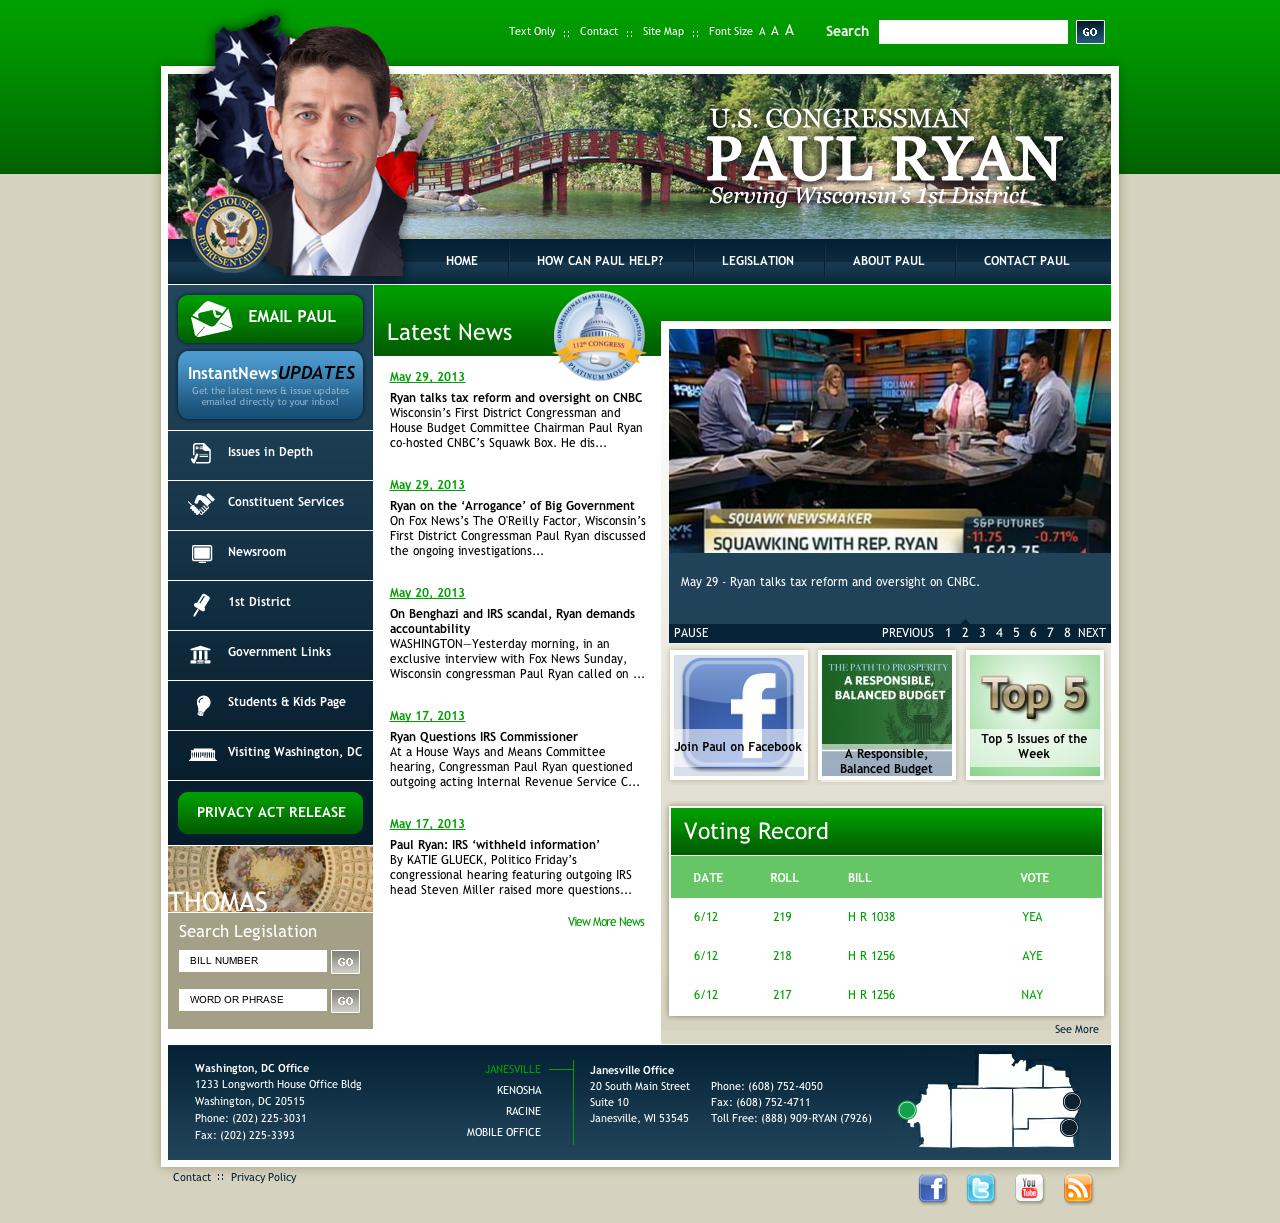 Text Only :: Contact :: Site Map :: Font Size A A A
Search
GO
U.S. CONGRESSMAN
PAUL RYAN
Serving Wisconsin's 1st District
U.S. HOUSE OF REPRESENTATIVES
HOME
HOW CAN PAUL HELP?
LEGISLATION
ABOUT PAUL
CONTACT PAUL
EMAIL PAUL
InstantNewsUPDATES
Get the latest news & issue updates
emailed directly to your inbox!
Issues in Depth
Constituent Services
Newsroom
1st District
Government Links
Students & Kids Page
Visiting Washington, DC
PRIVACY ACT RELEASE
THOMAS
Search Legislation
BILL NUMBER
GO
WORD OR PHRASE
GO
Latest News
CONGRESSIONAL MANAGEMENT FOUNDATION
112th CONGRESS
PLATINUM MOUSE
May 29, 2013
Ryan talks tax reform and oversight on CNBC
Wisconsin’s First District Congressman and
House Budget Committee Chairman Paul Ryan
co-hosted CNBC’s Squawk Box. He dis...
May 29, 2013
Ryan on the ‘Arrogance’ of Big Government
On Fox News’s The O'Reilly Factor, Wisconsin’s
First District Congressman Paul Ryan discussed
the ongoing investigations...
May 20, 2013
On Benghazi and IRS scandal, Ryan demands
accountability
WASHINGTON—Yesterday morning, in an
exclusive interview with Fox News Sunday,
Wisconsin congressman Paul Ryan called on ...
May 17, 2013
Ryan Questions IRS Commissioner
At a House Ways and Means Committee
hearing, Congressman Paul Ryan questioned
outgoing acting Internal Revenue Service C...
May 17, 2013
Paul Ryan: IRS ‘withheld information’
By KATIE GLUECK, Politico Friday’s
congressional hearing featuring outgoing IRS
head Steven Miller raised more questions...
View More News
SQUAWK NEWSMAKER
SQUAWKING WITH REP. RYAN
S&P FUTURES
-11.75 -0.71%
1,642.75
May 29 - Ryan talks tax reform and oversight on CNBC.
PAUSE
PREVIOUS 1 2 3 4 5 6 7 8 NEXT
Join Paul on Facebook
THE PATH TO PROSPERITY
A RESPONSIBLE,
BALANCED BUDGET
A Responsible,
Balanced Budget
Top 5
Top 5 Issues of the
Week
Voting Record
DATE ROLL BILL VOTE
6/12 219 H R 1038 YEA
6/12 218 H R 1256 AYE
6/12 217 H R 1256 NAY
See More
Washington, DC Office
1233 Longworth House Office Bldg
Washington, DC 20515
Phone: (202) 225-3031
Fax: (202) 225-3393
JANESVILLE
KENOSHA
RACINE
MOBILE OFFICE
Janesville Office
20 South Main Street
Suite 10
Janesville, WI 53545
Phone: (608) 752-4050
Fax: (608) 752-4711
Toll Free: (888) 909-RYAN (7926)
Contact :: Privacy Policy
You
Tube